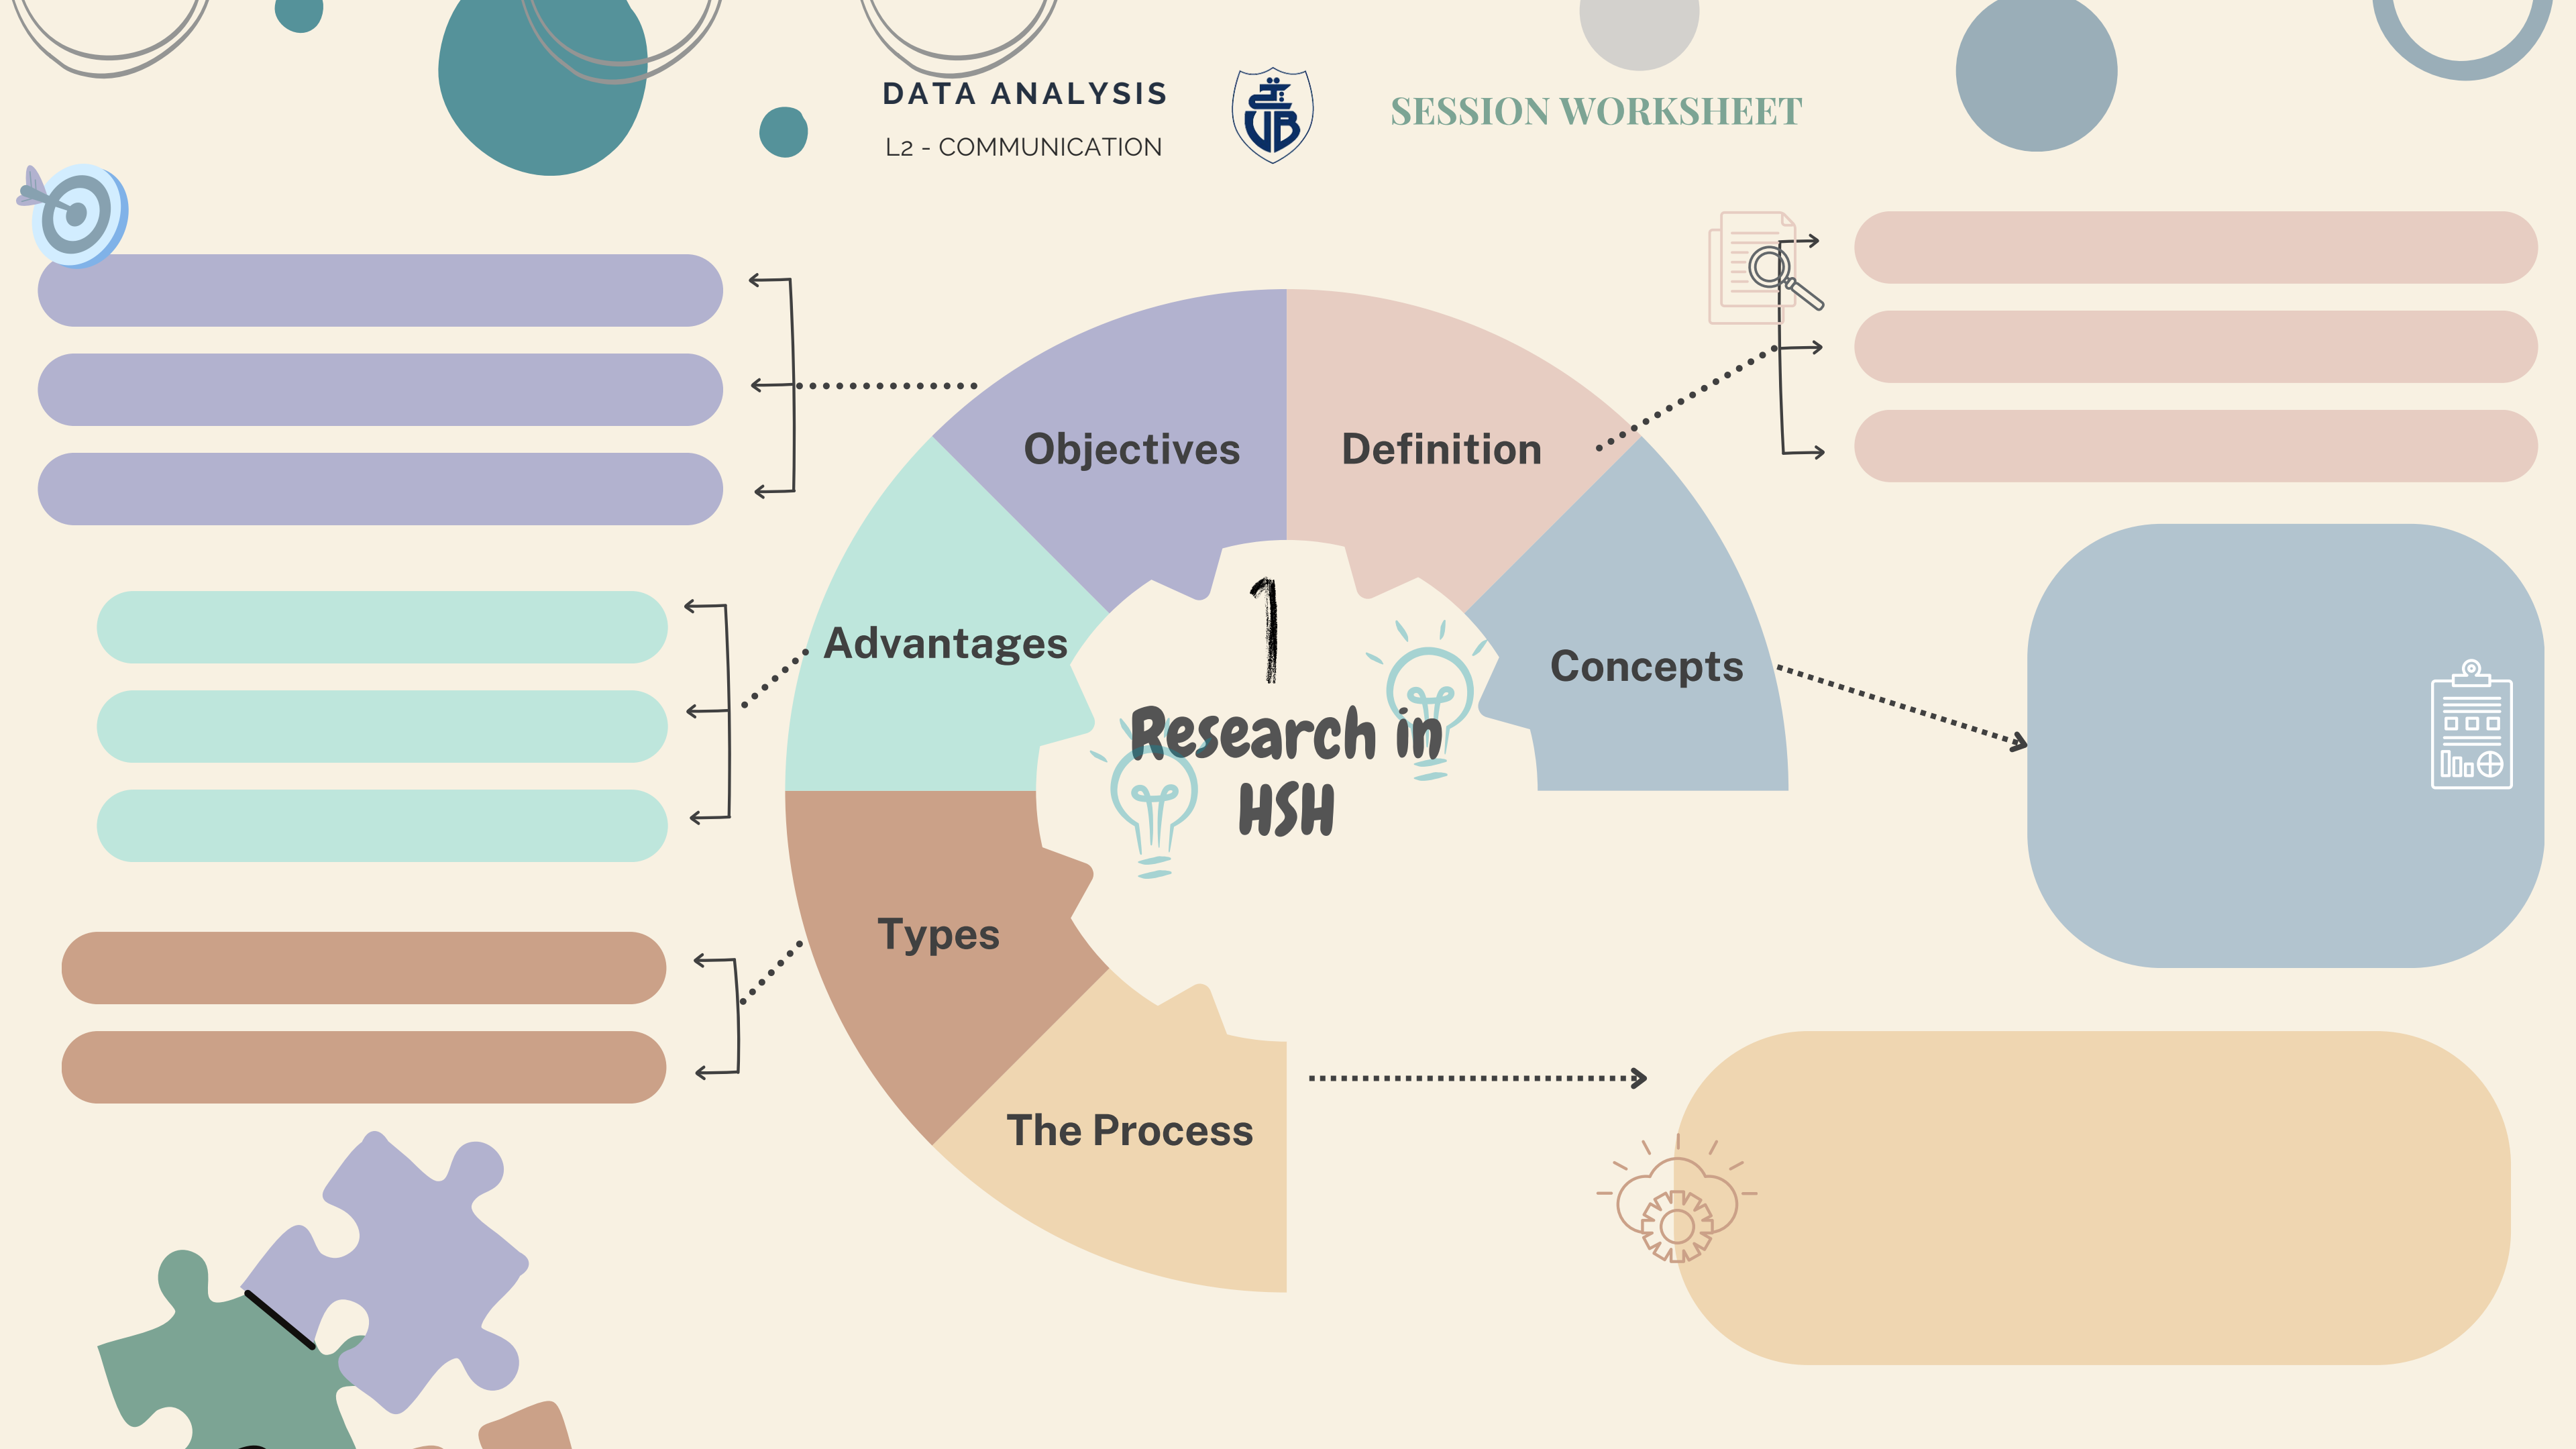 DATA ANALYSIS
L2 - COMMUNICATION
SESSION WORKSHEET
Objectives
Definition
Advantages
Concepts
1
Research in
HSH
Types
The Process